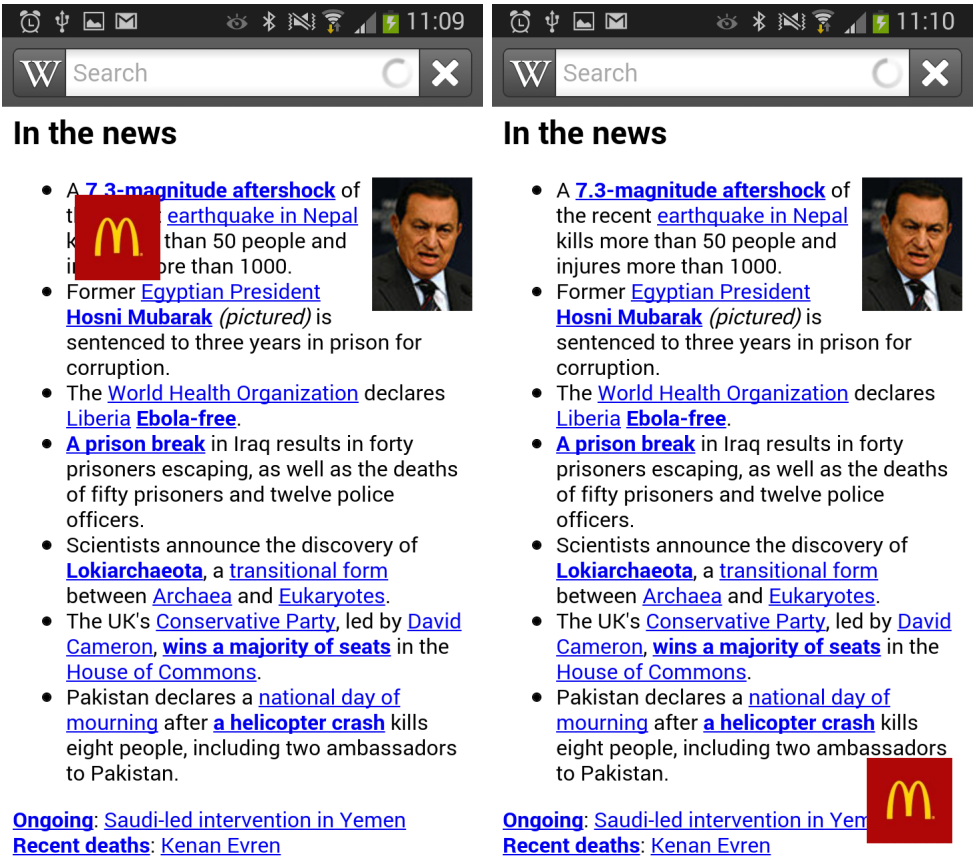 11:09
W Search
In the news
A 7.3-magnitude aftershock of
earthquake in Nepal
than 50 people and
than 1000.
Former Egyptian President
Hosni Mubarak (pictured) is
sentenced to three years in prison for
corruption.
The World Health Organization declares
Liberia Ebola-free.
A prison break in Iraq results in forty
prisoners escaping, as well as the deaths
of fifty prisoners and twelve police
officers.
Scientists announce the discovery of
Lokiarchaeota, a transitional form
between Archaea and Eukaryotes.
The UK's Conservative Party, led by David
Cameron, wins a majority of seats in the
House of Commons.
Pakistan declares a national day of
mourning after a helicopter crash kills
eight people, including two ambassadors
to Pakistan.
Ongoing: Saudi-led intervention in Yemen
Recent deaths: Kenan Evren
11:10
W Search
In the news
A 7.3-magnitude aftershock of
the recent earthquake in Nepal
kills more than 50 people and
injures more than 1000.
Former Egyptian President
Hosni Mubarak (pictured) is
sentenced to three years in prison for
corruption.
The World Health Organization declares
Liberia Ebola-free.
A prison break in Iraq results in forty
prisoners escaping, as well as the deaths
of fifty prisoners and twelve police
officers.
Scientists announce the discovery of
Lokiarchaeota, a transitional form
between Archaea and Eukaryotes.
The UK's Conservative Party, led by David
Cameron, wins a majority of seats in the
House of Commons.
Pakistan declares a national day of
mourning after a helicopter crash kills
eight people, including two ambassadors
to Pakistan.
Ongoing: Saudi-led intervention in
Recent deaths: Kenan Evren